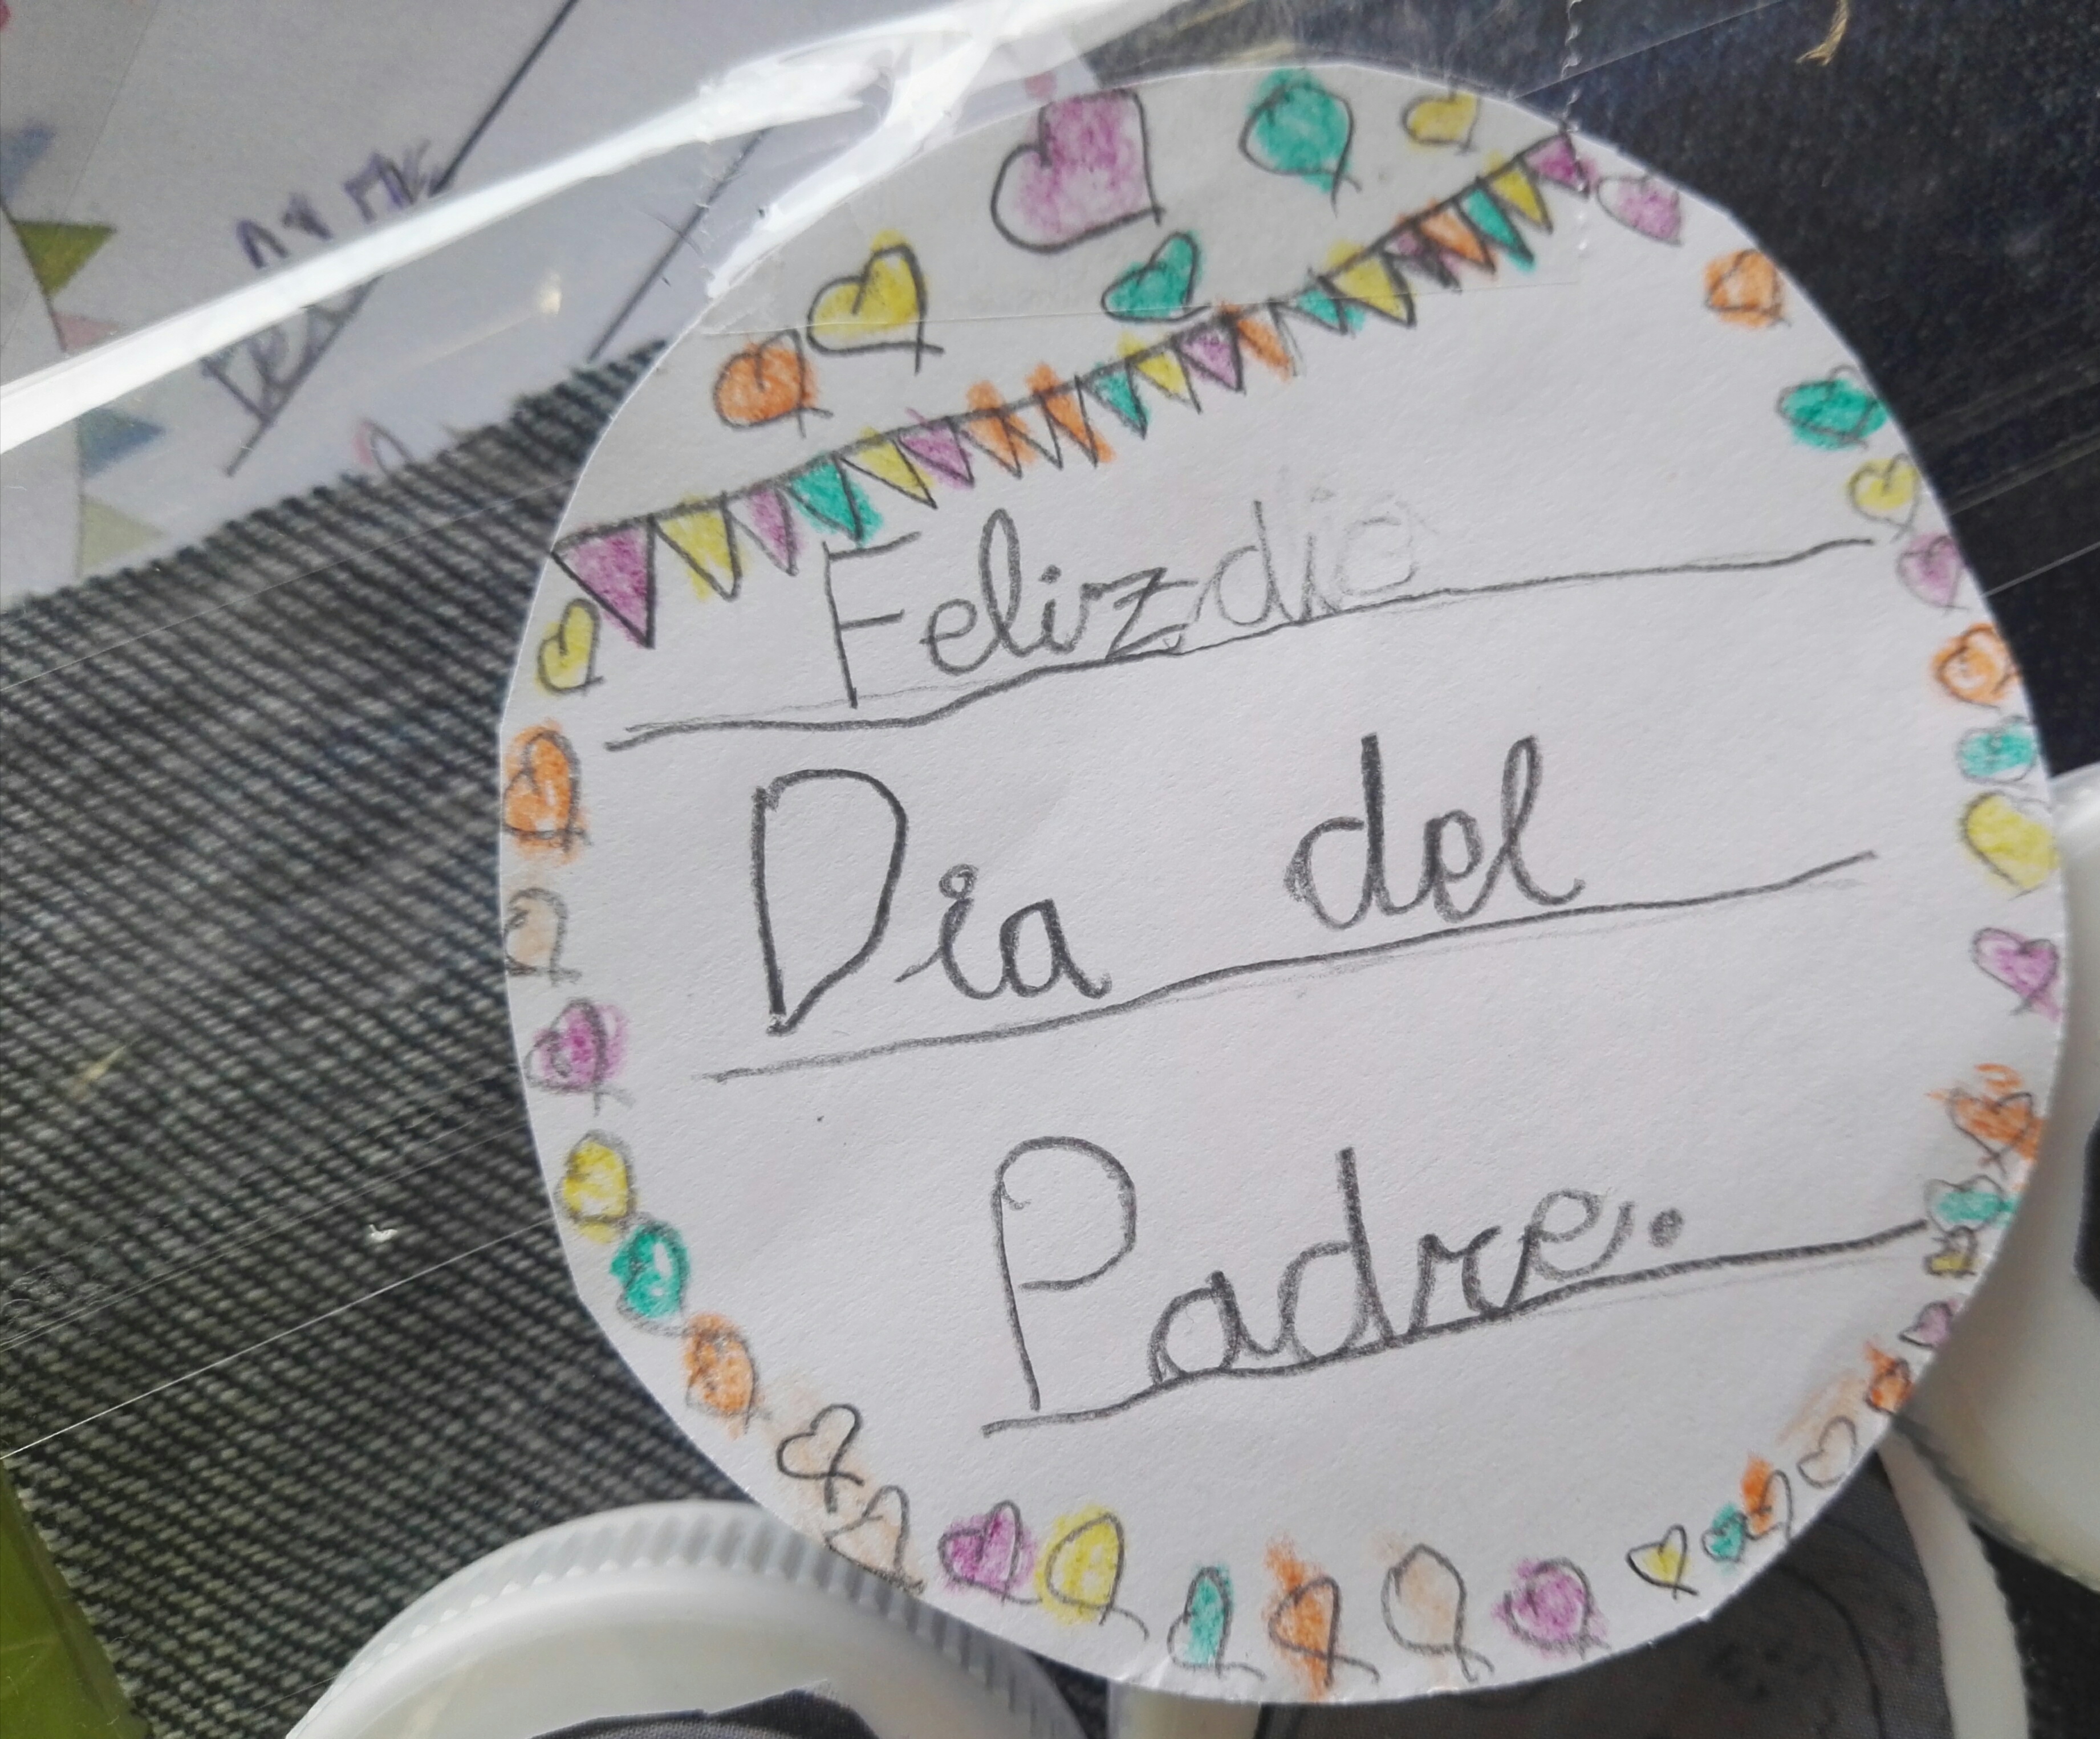 Feliz dia
Dia del
Padre.